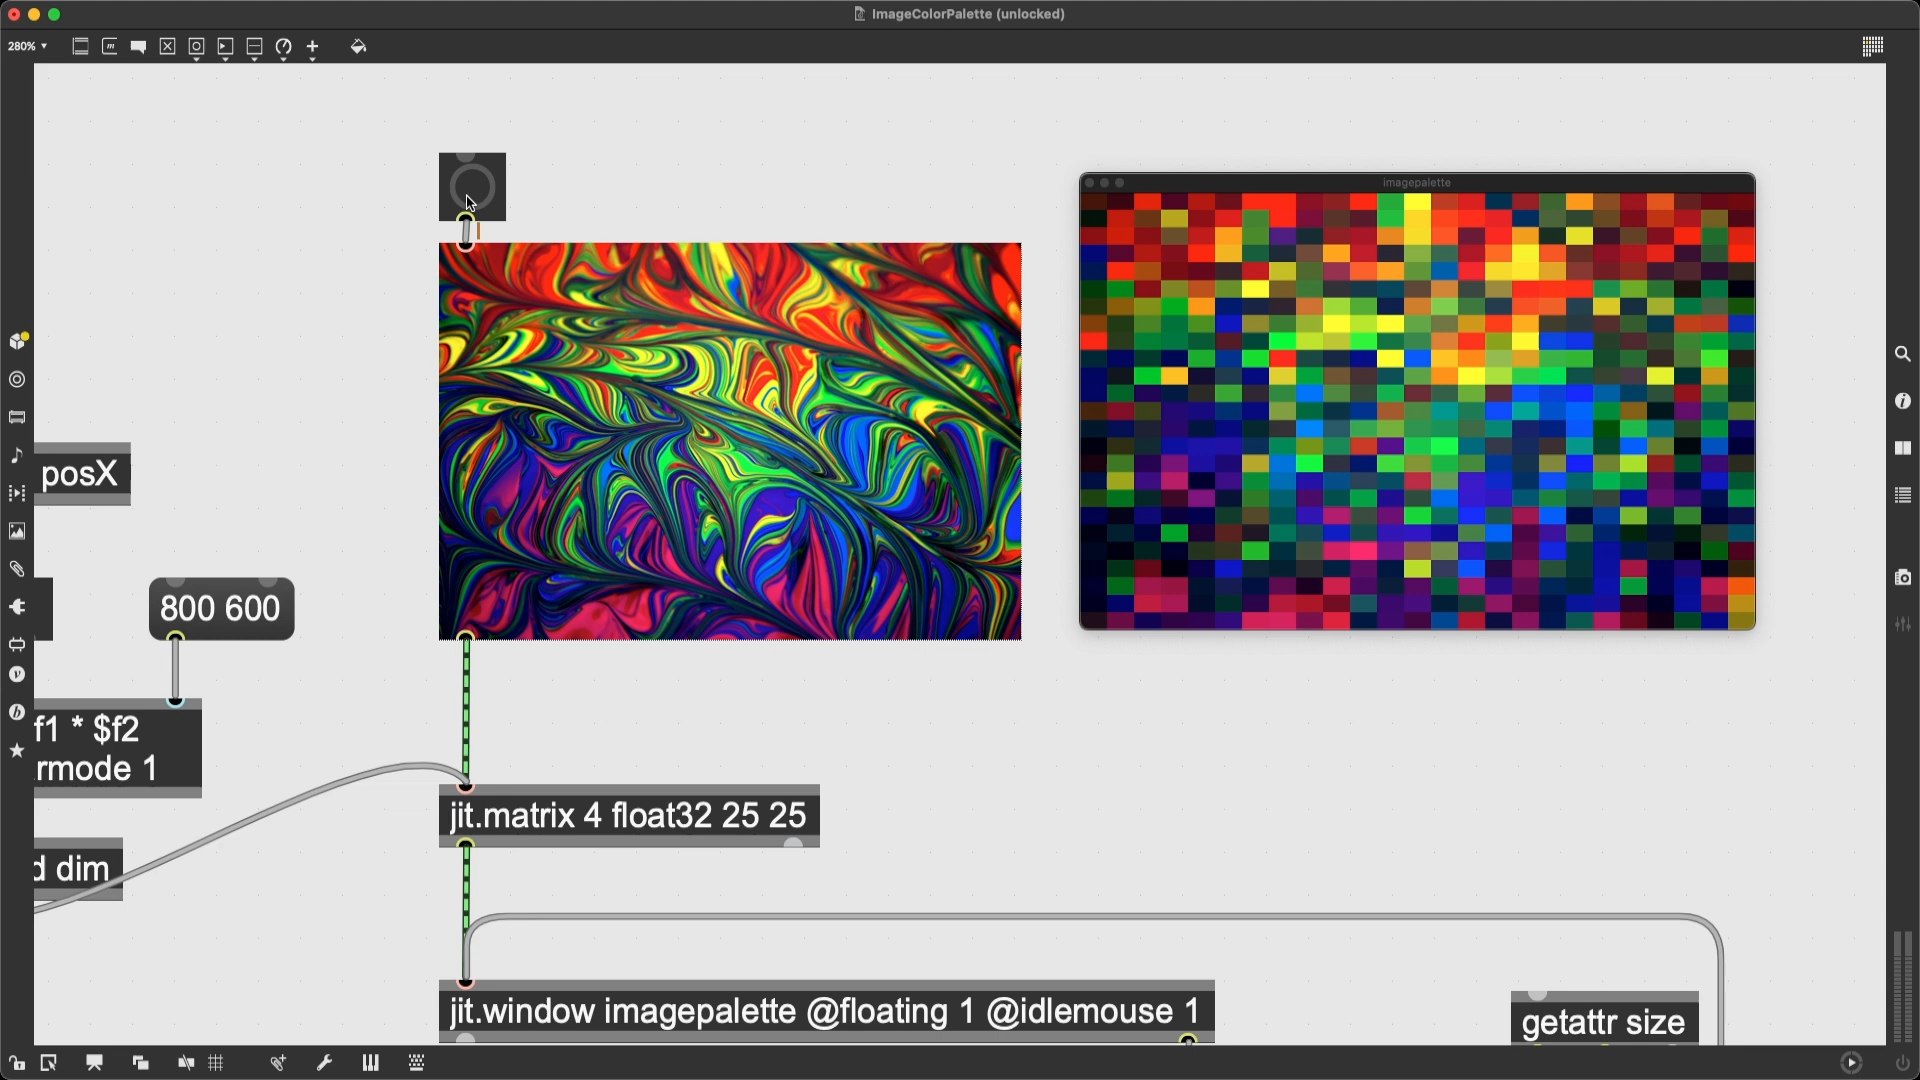 ImageColorPalette (unlocked)
280%
imagepalette
posX
800 600
f1 * $f2
rmode 1
jit.matrix 4 float32 25 25
d dim
jit.window imagepalette @floating 1 @idlemouse 1
getattr size